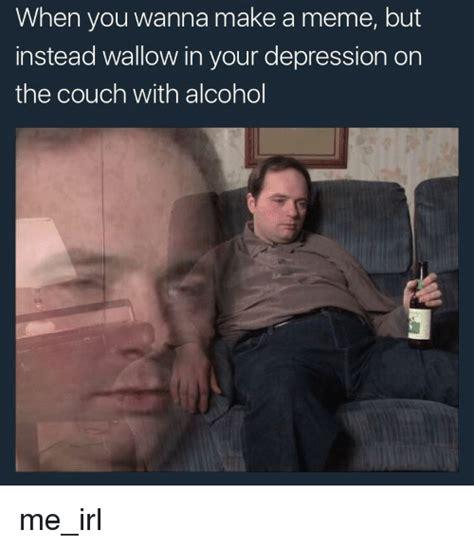 When you wanna make a meme, but
instead wallow in your depression on
the couch with alcohol
me_irl